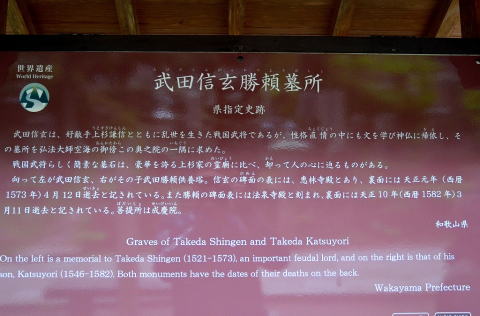 世界遺産
World Heritage
武田信玄勝頼墓所
県指定史跡
武田信玄は、好敵手上杉謙信とともに乱世を生きた戦国武将であるが、性格直情の中にも文を学び神仏に帰依し、そ
の墓所を弘法大師空海の御膝こ奥之院の一隅に求めた。
戦国武将らしく簡素な墓石は、豪華を誇る上杉家の霊廟に比べ、却って人の心に迫るものがある。
向って左が武田信玄、右がその子武田勝頼供養塔。信玄の碑面の表には、恵林寺殿とあり、裏面には天正元年(西暦
1573年)4月12日逝去と記されている。また勝頼の碑面表には法泉寺殿と刻まれ、裏面には天正10年(西暦1582年)3
月11日逝去と記されている。菩提所は成慶院。
和歌山県
Graves of Takeda Shingen and Takeda Katsuyori
On the left is a memorial to Takeda Shingen (1521-1573), an important feudal lord, and on the right is that of his
son, Katsuyori (1546-1582). Both monuments have the dates of their deaths on the back.
Wakayama Prefecture